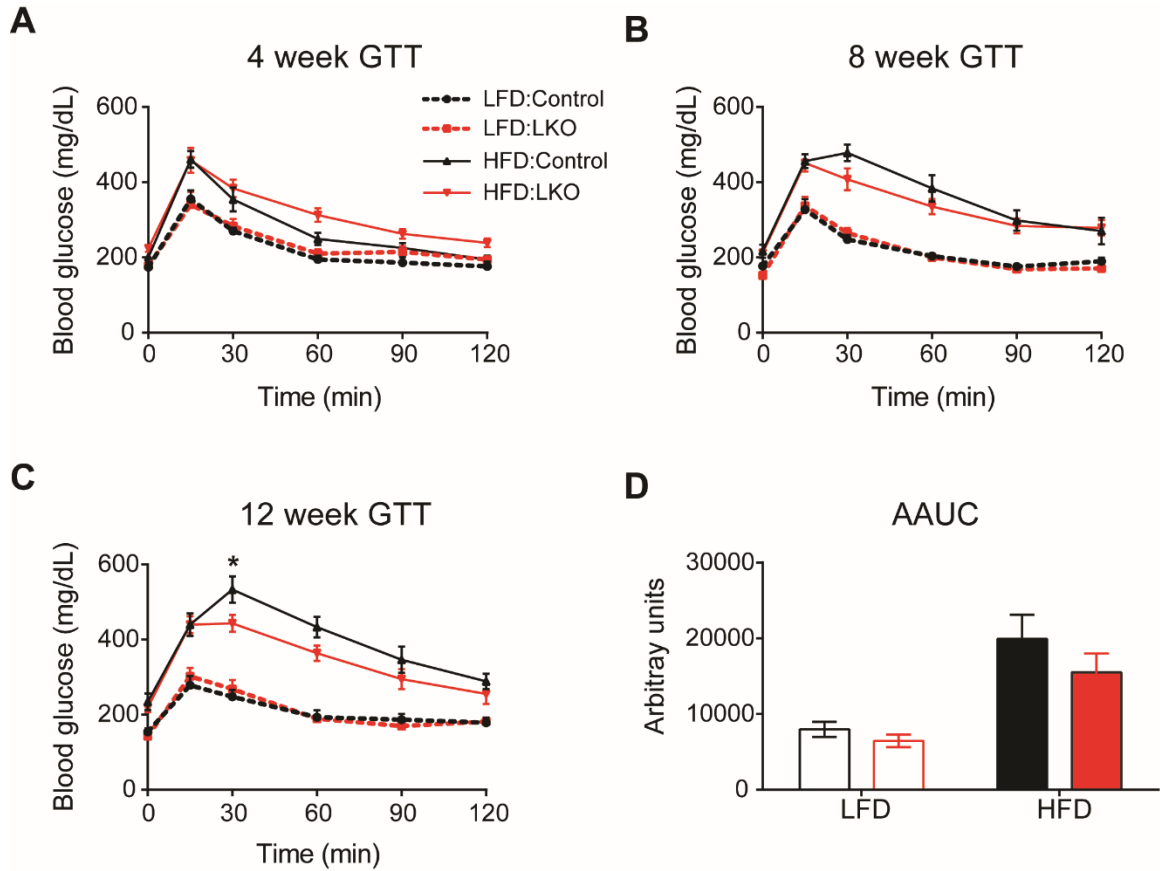 A
4 week GTT
Blood glucose (mg/dL)
600
400
200
0
0 30 60 90 120
Time (min)
LFD:Control
LFD:LKO
HFD:Control
HFD:LKO
B
8 week GTT
Blood glucose (mg/dL)
600
400
200
0
0 30 60 90 120
Time (min)
C
12 week GTT
Blood glucose (mg/dL)
600
400
200
0
*
0 30 60 90 120
Time (min)
D
AAUC
Arbitray units
30000
20000
10000
0
LFD HFD